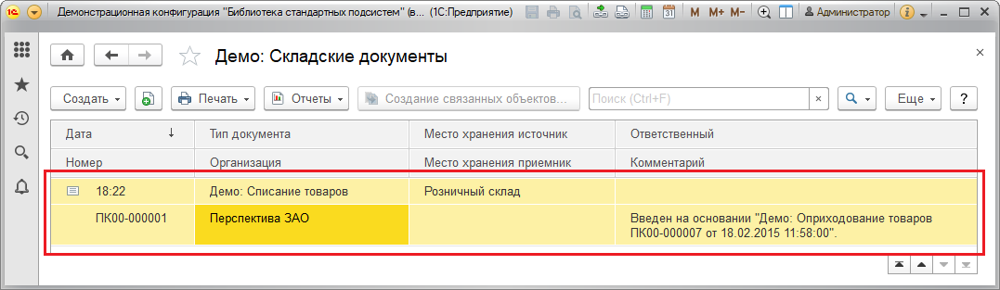 Демонстрационная конфигурация "Библиотека стандартных подсистем" (в... (1С:Предприятие)
M M+ M- Администратор
Демо: Складские документы
Создать Печать Отчеты Создание связанных объектов... Поиск (Ctrl+F) × Еще ?
Дата ↓ Тип документа Место хранения источник Ответственный
Номер Организация Место хранения приемник Комментарий
18:22 Демо: Списание товаров Розничный склад
ПК00-000001 Перспектива ЗАО Введен на основании "Демо: Оприходование товаров
ПК00-000007 от 18.02.2015 11:58:00".